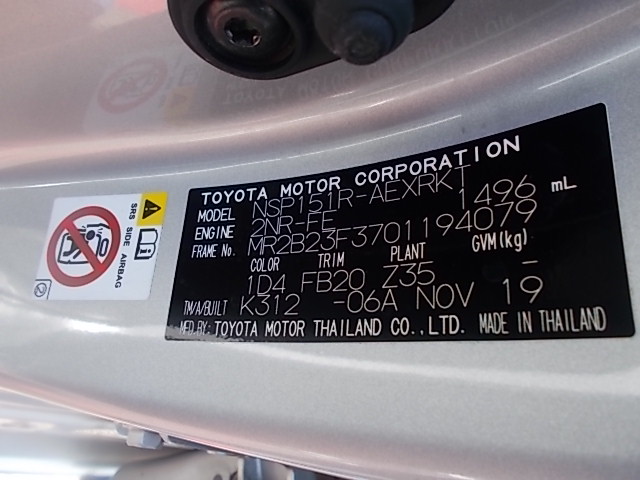 TOYOTA MOTOR CORPORATION
MODEL NSP151R-AEXRKT
ENGINE 2NR-FE 1496 mL
FRAME No. MR2B23F3701194079
COLOR TRIM PLANT GVM(kg)
1D4 FB20 Z35 –
TM/A/BUILT K312 -06A NOV 19
MFD BY: TOYOTA MOTOR THAILAND CO.,LTD. MADE IN THAILAND
SRS SIDE AIRBAG